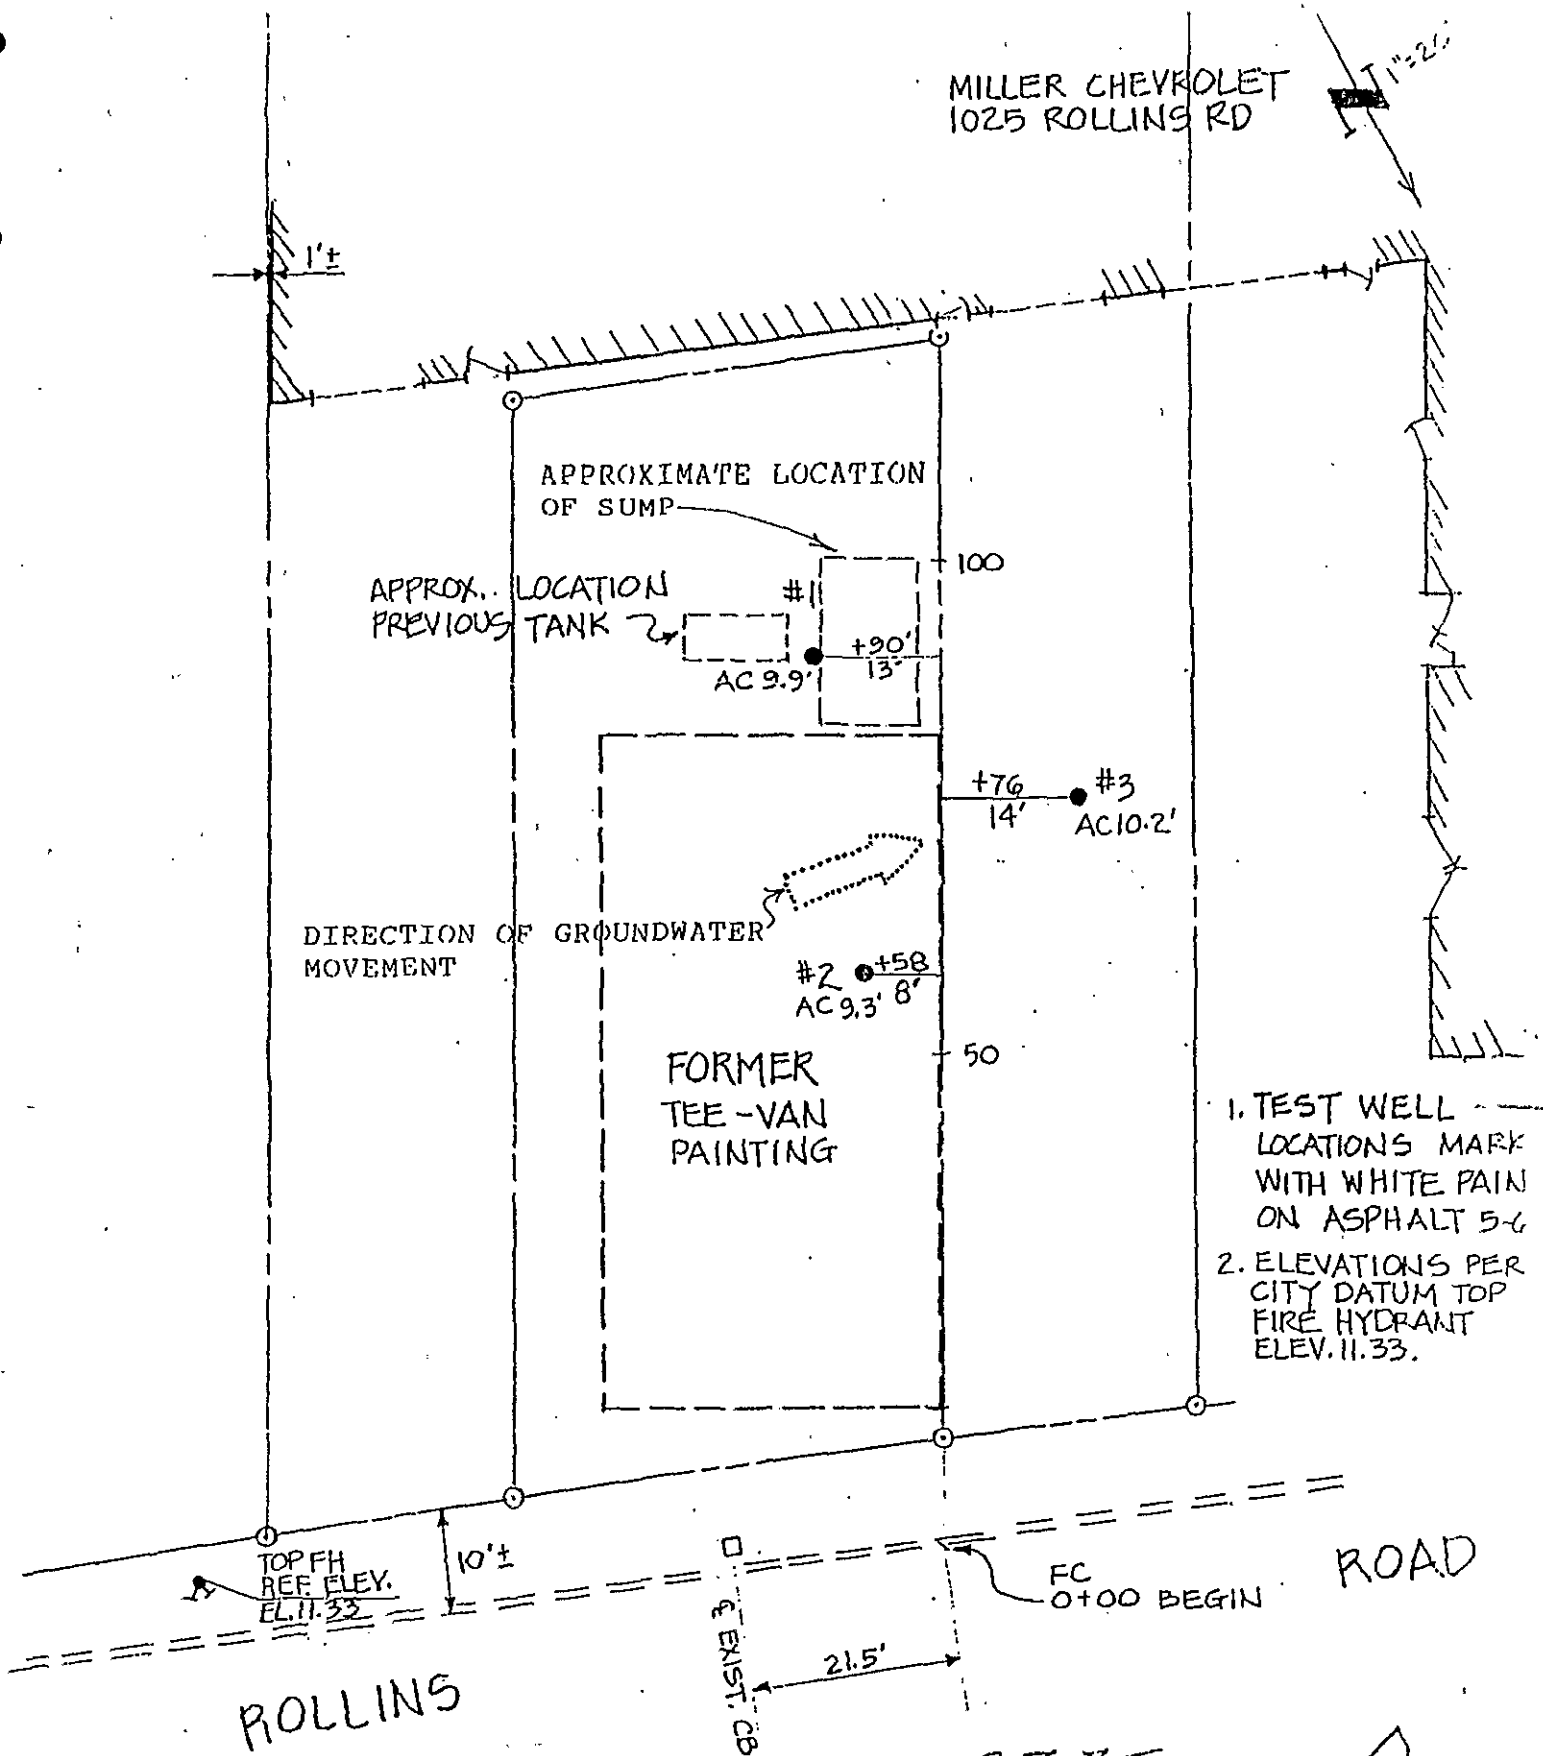 MILLER CHEVROLET
1025 ROLLINS RD
1'±
APPROXIMATE LOCATION
OF SUMP
100
APPROX. LOCATION
PREVIOUS TANK
#1
+90'
13'
AC 9.9'
+76
14'
#3
AC 10.2'
DIRECTION OF GROUNDWATER
MOVEMENT
#2
+58
8'
AC 9.3'
50
FORMER
TEE-VAN
PAINTING
1. TEST WELL
LOCATIONS MARK
WITH WHITE PAIN
ON ASPHALT
2. ELEVATIONS PER
CITY DATUM TOP
FIRE HYDRANT
ELEV. 11.33.
TOP FH
REF. ELEV.
EL. 11.33
10'±
FC
0+00 BEGIN
ROAD
℄ EXIST. CB
21.5'
ROLLINS